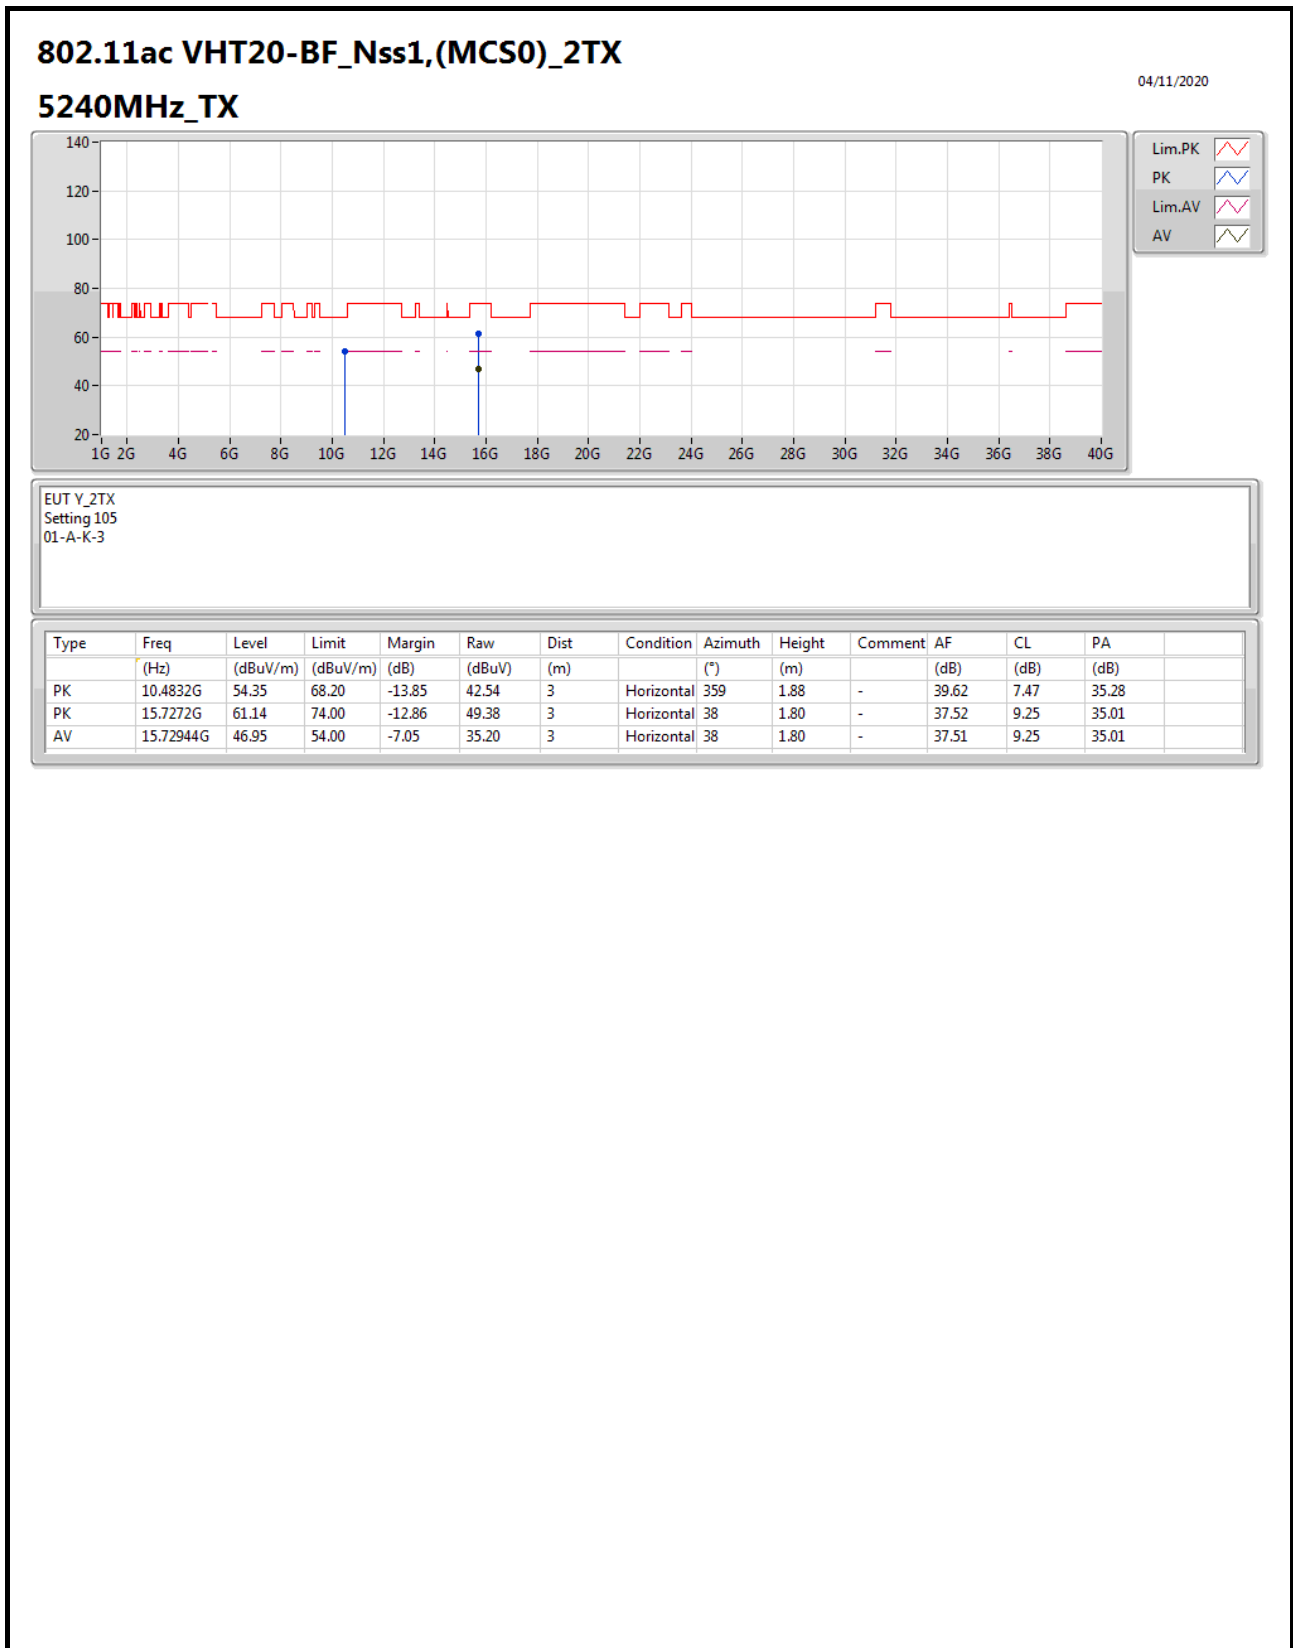 802.11ac VHT20-BF_Nss1,(MCS0)_2TX
04/11/2020
5240MHz_TX
140
120
100
80
60
40
20
1G 2G 4G 6G 8G 10G 12G 14G 16G 18G 20G 22G 24G 26G 28G 30G 32G 34G 36G 38G 40G
Lim.PK
PK
Lim.AV
AV
EUT Y_2TX
Setting 105
01-A-K-3
Type Freq Level Limit Margin Raw Dist Condition Azimuth Height Comment AF CL PA
(Hz) (dBuV/m) (dBuV/m) (dB) (dBuV) (m) (°) (m) (dB) (dB) (dB)
PK 10.4832G 54.35 68.20 -13.85 42.54 3 Horizontal 359 1.88 - 39.62 7.47 35.28
PK 15.7272G 61.14 74.00 -12.86 49.38 3 Horizontal 38 1.80 - 37.52 9.25 35.01
AV 15.72944G 46.95 54.00 -7.05 35.20 3 Horizontal 38 1.80 - 37.51 9.25 35.01